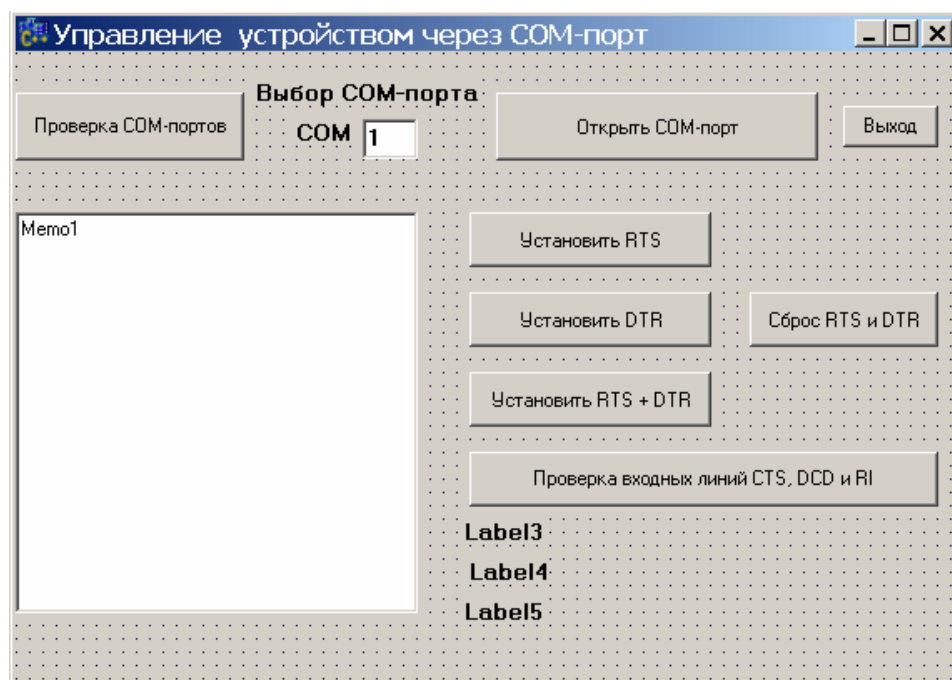 Управление устройством через COM-порт
Проверка COM-портов
Выбор COM-порта
COM 1
Открыть COM-порт
Выход
Memo1
Установить RTS
Установить DTR
Сброс RTS и DTR
Установить RTS + DTR
Проверка входных линий CTS, DCD и RI
Label3
Label4
Label5